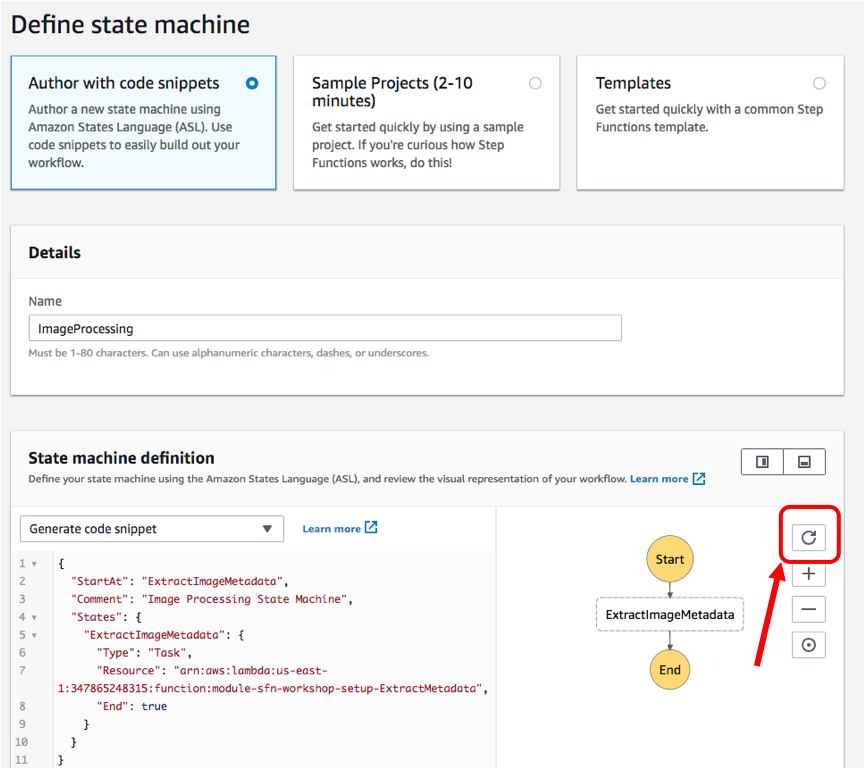 Define state machine
Author with code snippets
Author a new state machine using
Amazon States Language (ASL). Use
code snippets to easily build out your
workflow.
Sample Projects (2-10
minutes)
Get started quickly by using a sample
project. If you're curious how Step
Functions works, do this!
Templates
Get started quickly with a common Step
Functions template.
Details
Name
ImageProcessing
Must be 1-80 characters. Can use alphanumeric characters, dashes, or underscores.
State machine definition
Define your state machine using the Amazon States Language (ASL), and review the visual representation of your workflow. Learn more
Generate code snippet
Learn more
1 {
2 "StartAt": "ExtractImageMetadata",
3 "Comment": "Image Processing State Machine",
4 "States": {
5 "ExtractImageMetadata": {
6 "Type": "Task",
7 "Resource": "arn:aws:lambda:us-east-
1:347865248315:function:module-sfn-workshop-setup-ExtractMetadata",
8 "End": true
9 }
10 }
11 }
Start
ExtractImageMetadata
End